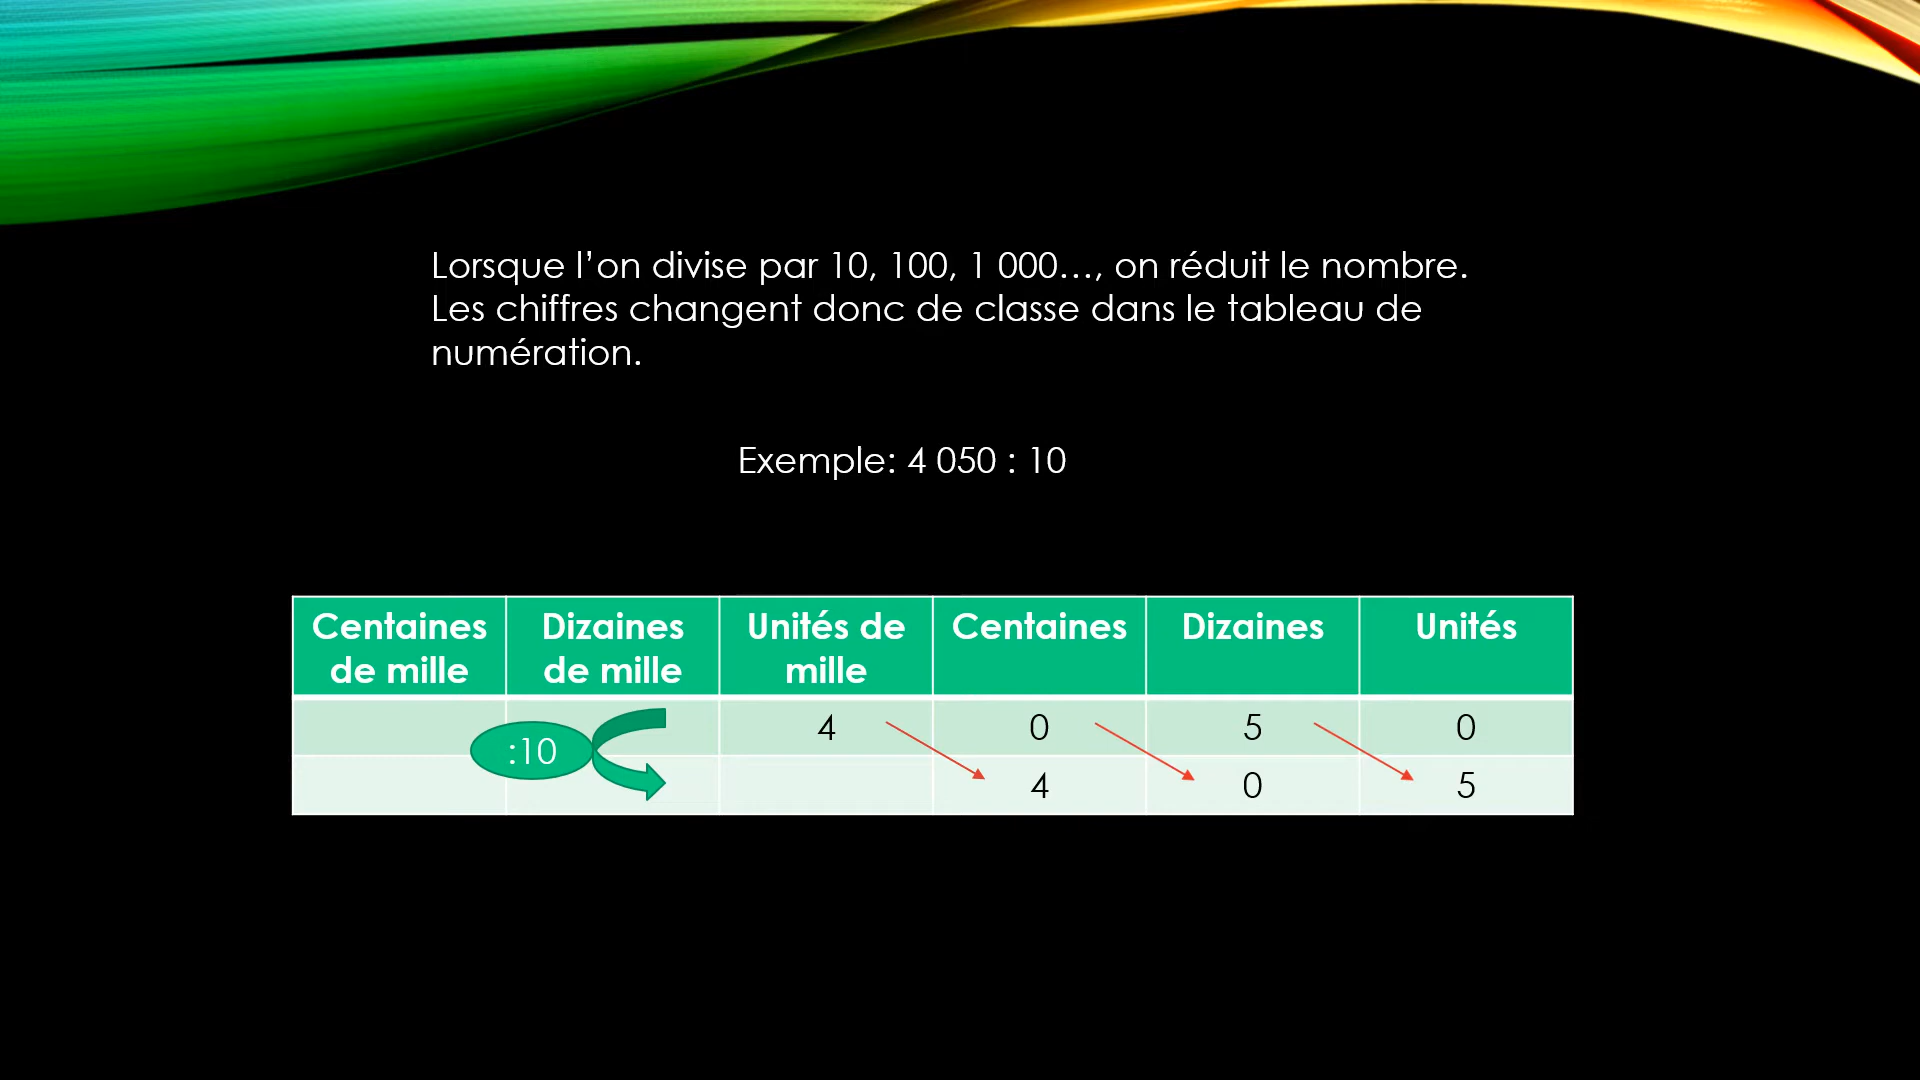 Lorsque l’on divise par 10, 100, 1 000…, on réduit le nombre.
Les chiffres changent donc de classe dans le tableau de
numération.
Exemple: 4 050 : 10
Centaines de mille Dizaines de mille Unités de mille Centaines Dizaines Unités
4 0 5 0
:10
4 0 5